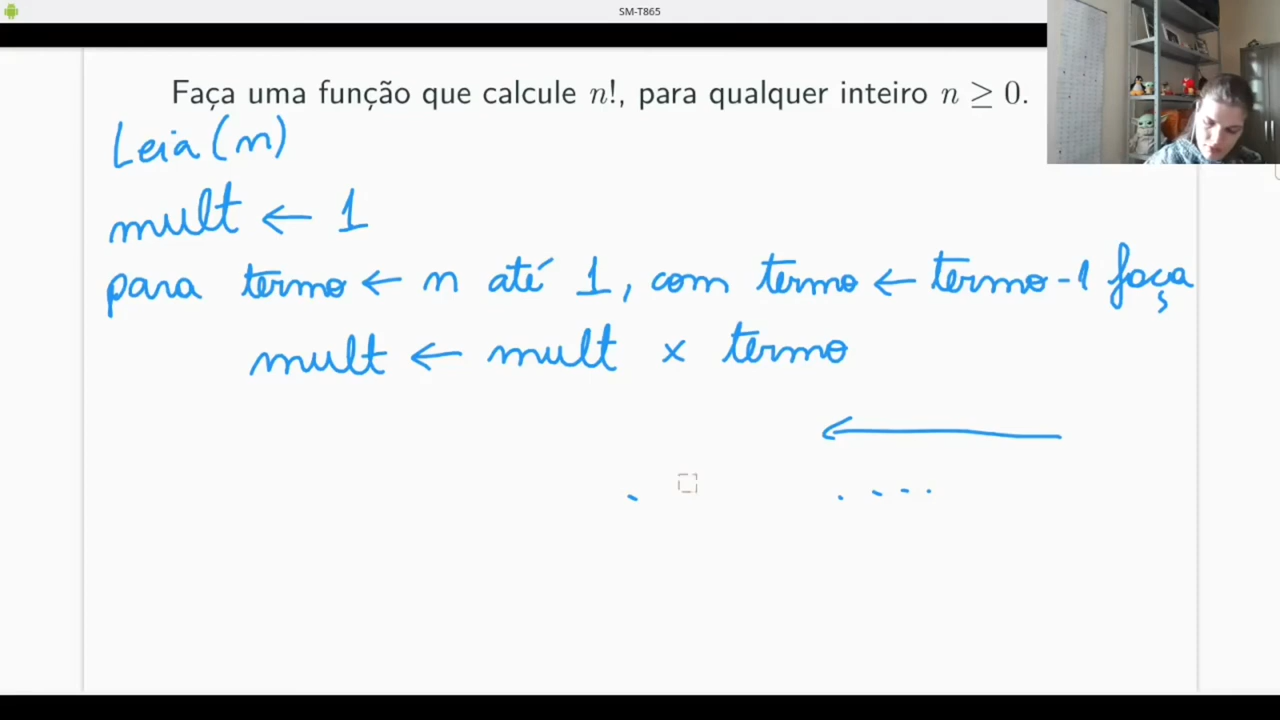 SM-T865
Faça uma função que calcule n!, para qualquer inteiro n ≥ 0.
Leia (n)
mult ← 1
para termo ← n até 1, com termo ← termo - 1 faça
mult ← mult x termo